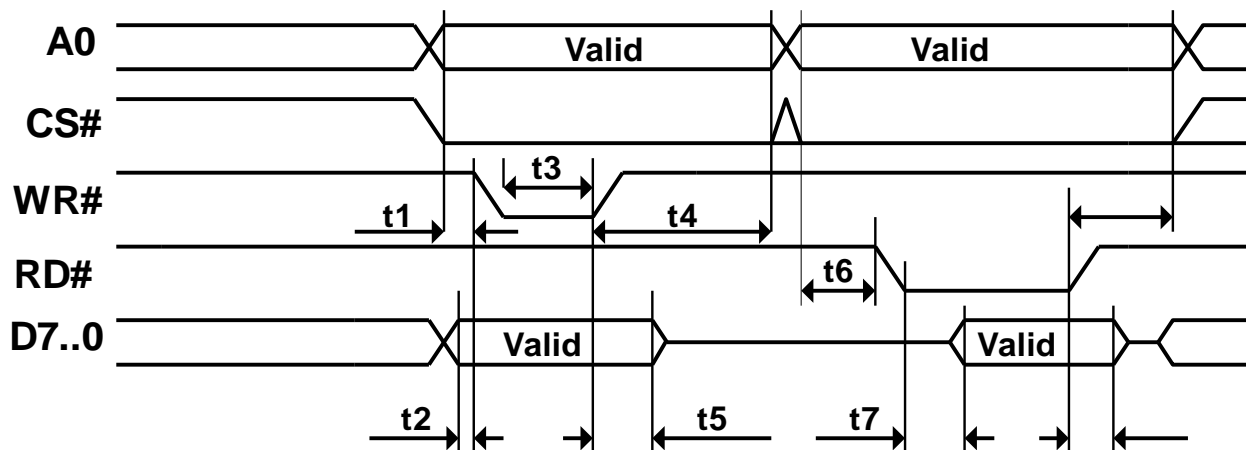 A0 Valid Valid
CS#
t3
WR#
t1 t4
RD# t6
D7..0 Valid Valid
t2 t5 t7